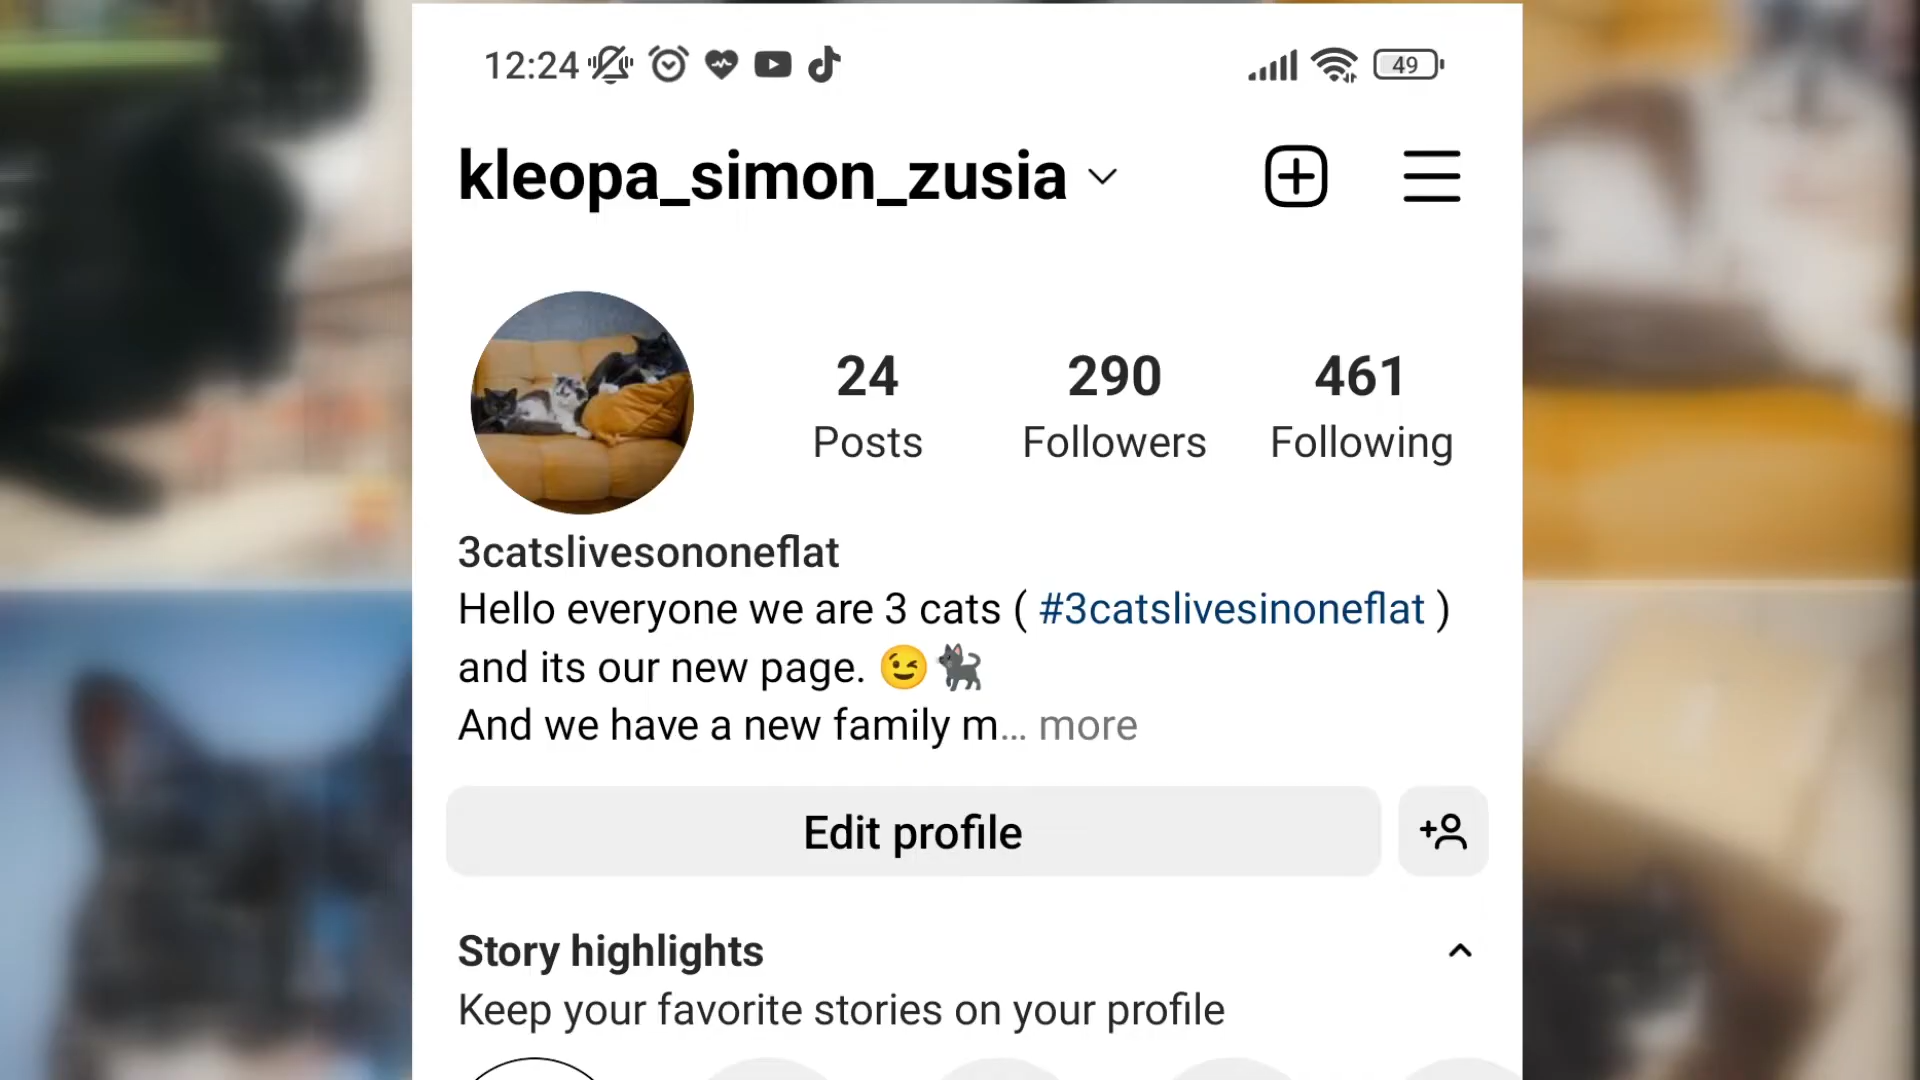 12:24
49
kleopa_simon_zusia
24
290
461
Posts
Followers
Following
3catslivesononeflat
Hello everyone we are 3 cats ( #3catslivesinoneflat )
and its our new page. 😉🐈‍⬛
And we have a new family m... more
Edit profile
Story highlights
Keep your favorite stories on your profile